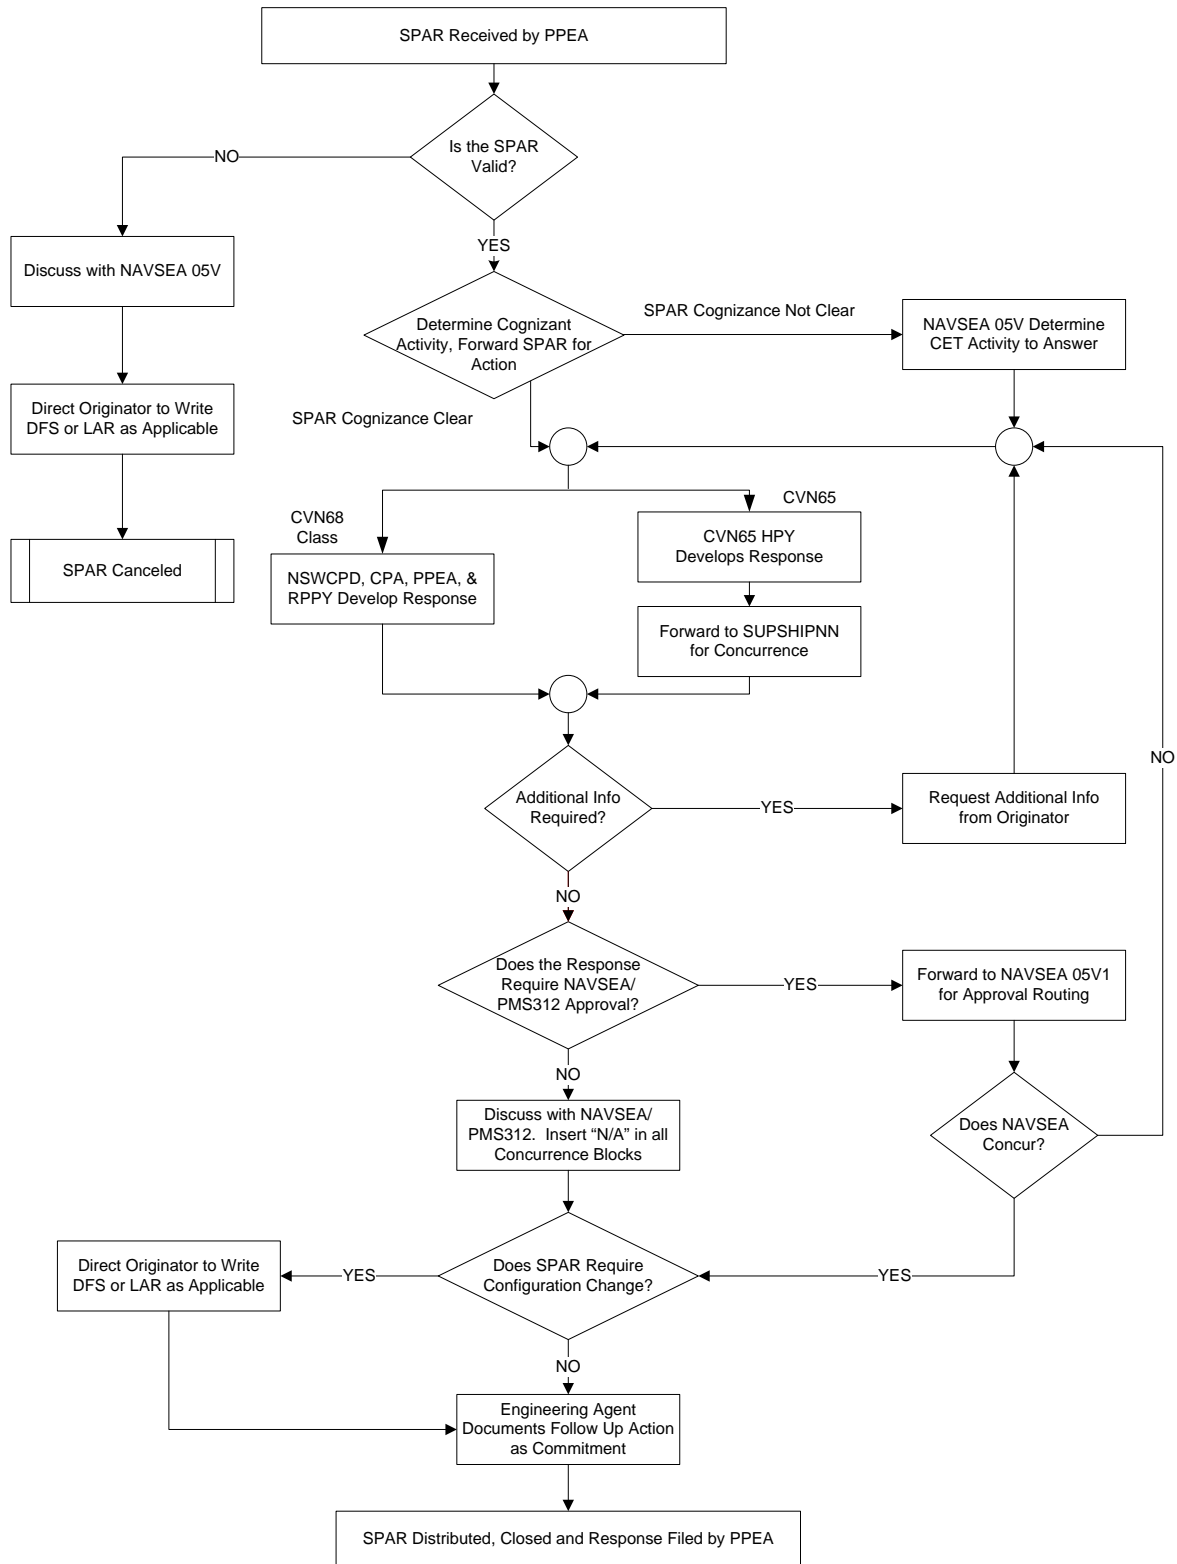 SPAR Received by PPEA
Is the SPAR
Valid?
NO
YES
Discuss with NAVSEA 05V
Determine Cognizant
Activity, Forward SPAR for
Action
SPAR Cognizance Not Clear
NAVSEA 05V Determine
CET Activity to Answer
Direct Originator to Write
DFS or LAR as Applicable
SPAR Cognizance Clear
SPAR Canceled
CVN68
Class
CVN65
NSWCPD, CPA, PPEA, &
RPPY Develop Response
CVN65 HPY
Develops Response
Forward to SUPSHIPNN
for Concurrence
NO
Additional Info
Required?
YES
Request Additional Info
from Originator
NO
Does the Response
Require NAVSEA/
PMS312 Approval?
YES
Forward to NAVSEA 05V1
for Approval Routing
NO
Discuss with NAVSEA/
PMS312.  Insert “N/A” in all
Concurrence Blocks
Does NAVSEA
Concur?
Direct Originator to Write
DFS or LAR as Applicable
YES
Does SPAR Require
Configuration Change?
YES
NO
Engineering Agent
Documents Follow Up Action
as Commitment
SPAR Distributed, Closed and Response Filed by PPEA